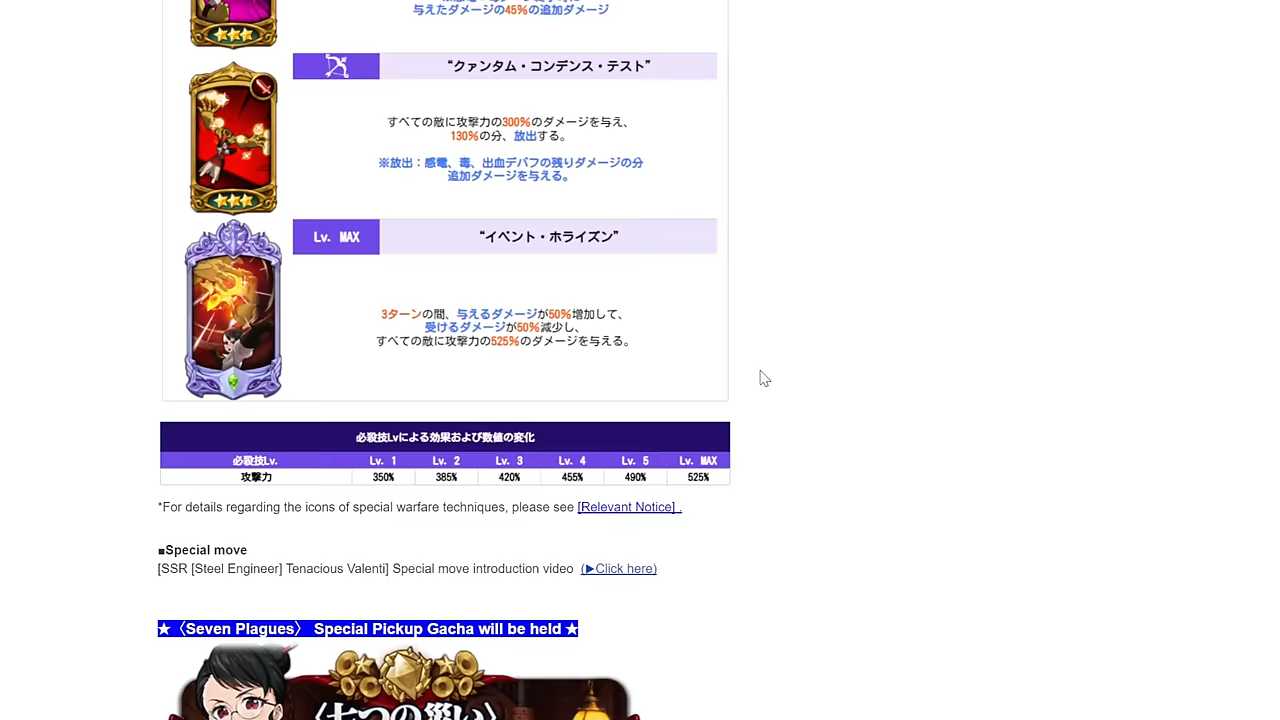 与えたダメージの45%の追加ダメージ
“クァンタム・コンデンス・テスト”
すべての敵に攻撃力の300%のダメージを与え、
130%の分、放出する。
※放出：感電、毒、出血デバフの残りダメージの分
追加ダメージを与える。
Lv. MAX
“イベント・ホライズン”
3ターンの間、与えるダメージが50%増加して、
受けるダメージが50%減少し、
すべての敵に攻撃力の525%のダメージを与える。
必殺技Lvによる効果および数値の変化
必殺技Lv. Lv. 1 Lv. 2 Lv. 3 Lv. 4 Lv. 5 Lv. MAX
攻撃力 350% 385% 420% 455% 490% 525%
*For details regarding the icons of special warfare techniques, please see [Relevant Notice] .
■Special move
[SSR [Steel Engineer] Tenacious Valenti] Special move introduction video (▶Click here)
★〈Seven Plagues〉 Special Pickup Gacha will be held ★
〈七つの災い〉